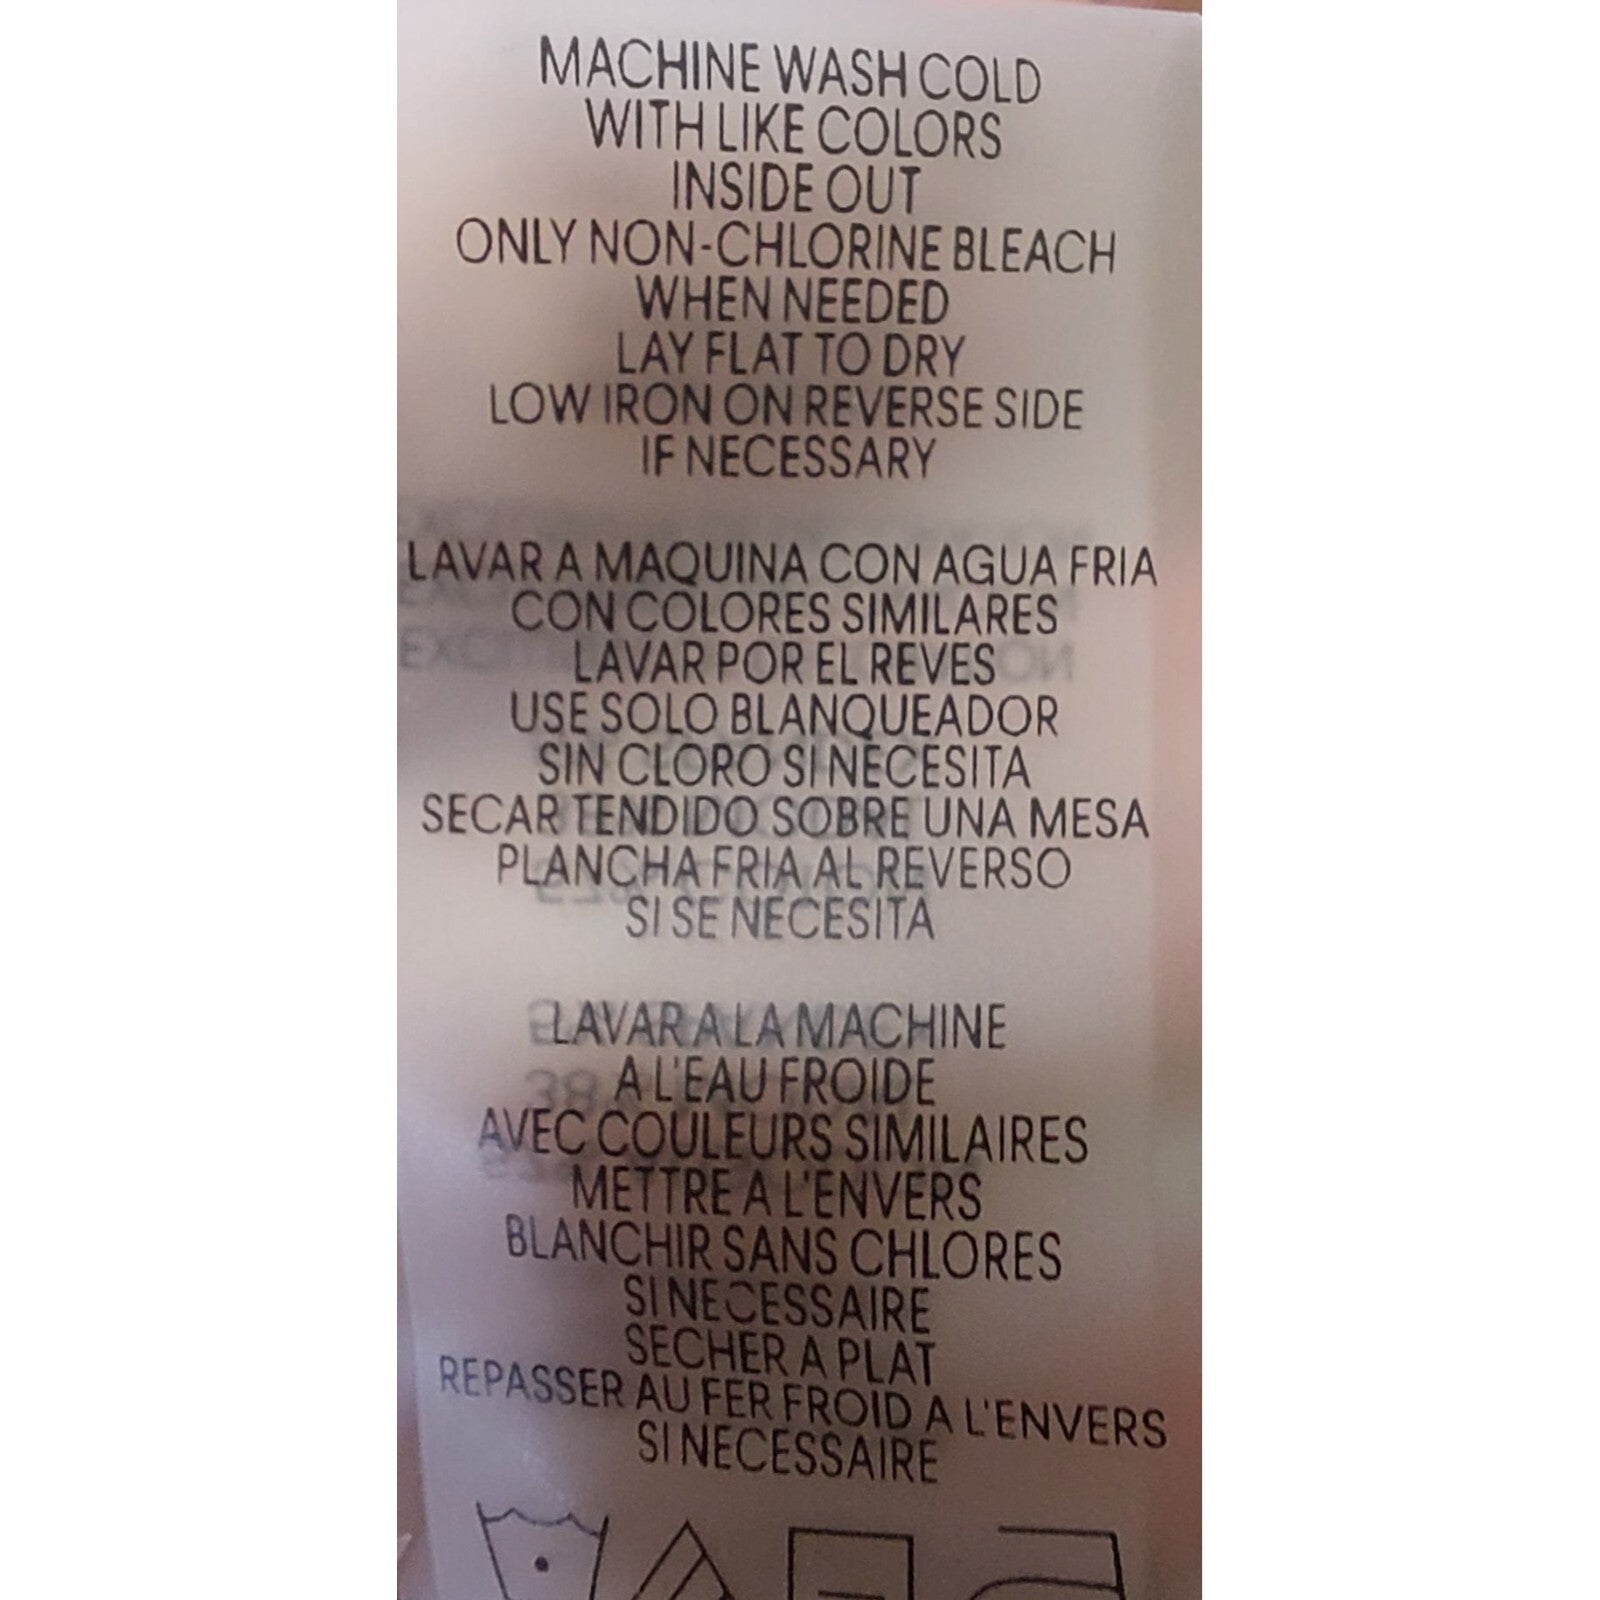 MACHINE WASH COLD
WITH LIKE COLORS
INSIDE OUT
ONLY NON-CHLORINE BLEACH
WHEN NEEDED
LAY FLAT TO DRY
LOW IRON ON REVERSE SIDE
IF NECESSARY
LAVAR A MAQUINA CON AGUA FRIA
CON COLORES SIMILARES
LAVAR POR EL REVES
USE SOLO BLANQUEADOR
SIN CLORO SI NECESITA
SECAR TENDIDO SOBRE UNA MESA
PLANCHA FRIA AL REVERSO
SI SE NECESITA
LAVAR A LA MACHINE
A L'EAU FROIDE
AVEC COULEURS SIMILAIRES
METTRE A L'ENVERS
BLANCHIR SANS CHLORES
SI NECESSAIRE
SECHER A PLAT
REPASSER AU FER FROID A L'ENVERS
SI NECESSAIRE